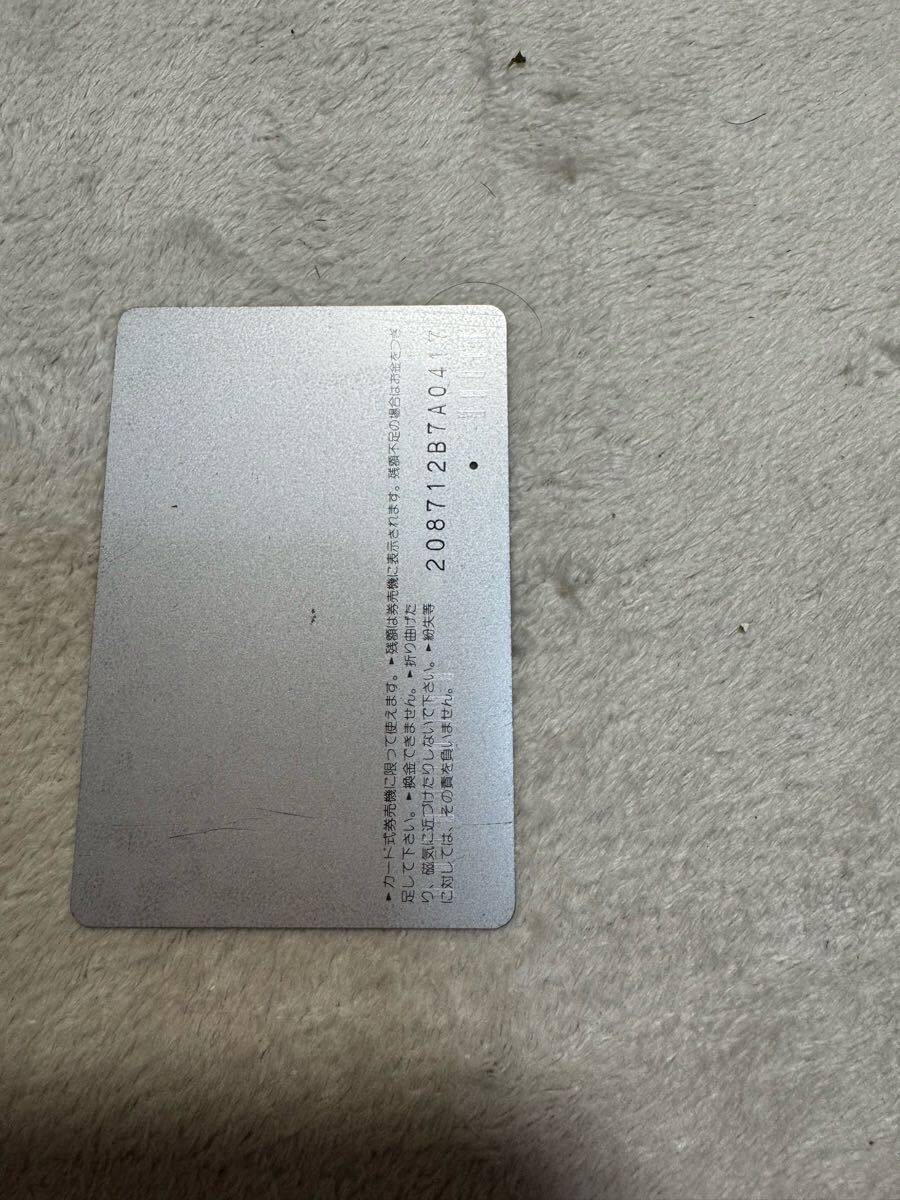 ►カード式券売機に限って使えます。►残額は券売機に表示されます。残額不足の場合はお金をつぎ
足して下さい。►換金できません。►折り曲げた
り、磁気に近づけたりしないで下さい。►紛失等
に対しては、その責を負いません。
208712B7A0417